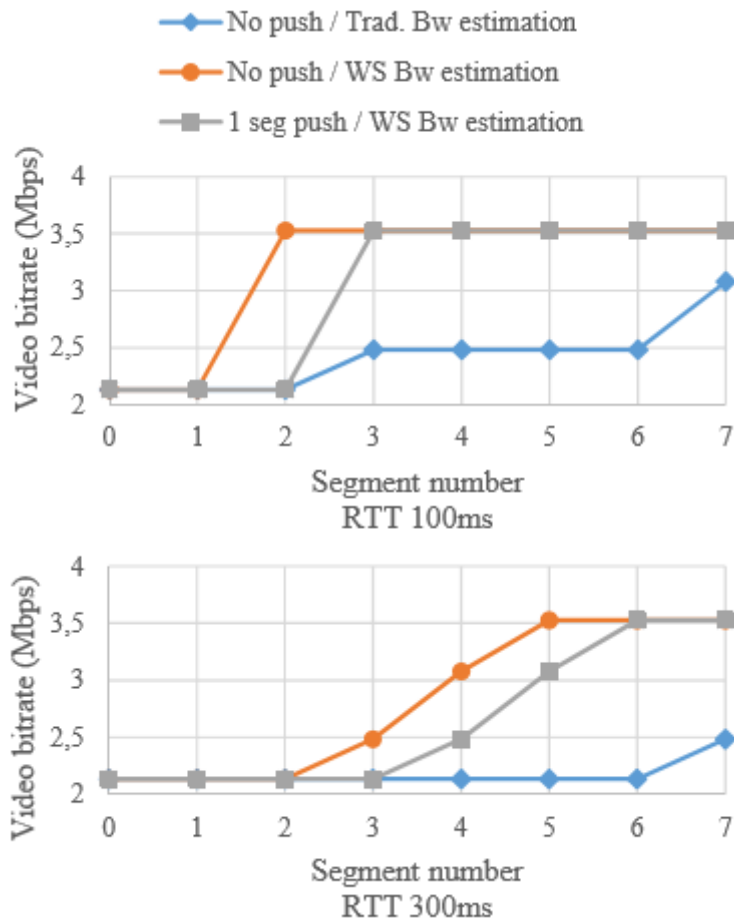 No push / Trad. Bw estimation
No push / WS Bw estimation
1 seg push / WS Bw estimation
Video bitrate (Mbps)
4
3,5
3
2,5
2
0 1 2 3 4 5 6 7
Segment number
RTT 100ms
Video bitrate (Mbps)
4
3,5
3
2,5
2
0 1 2 3 4 5 6 7
Segment number
RTT 300ms